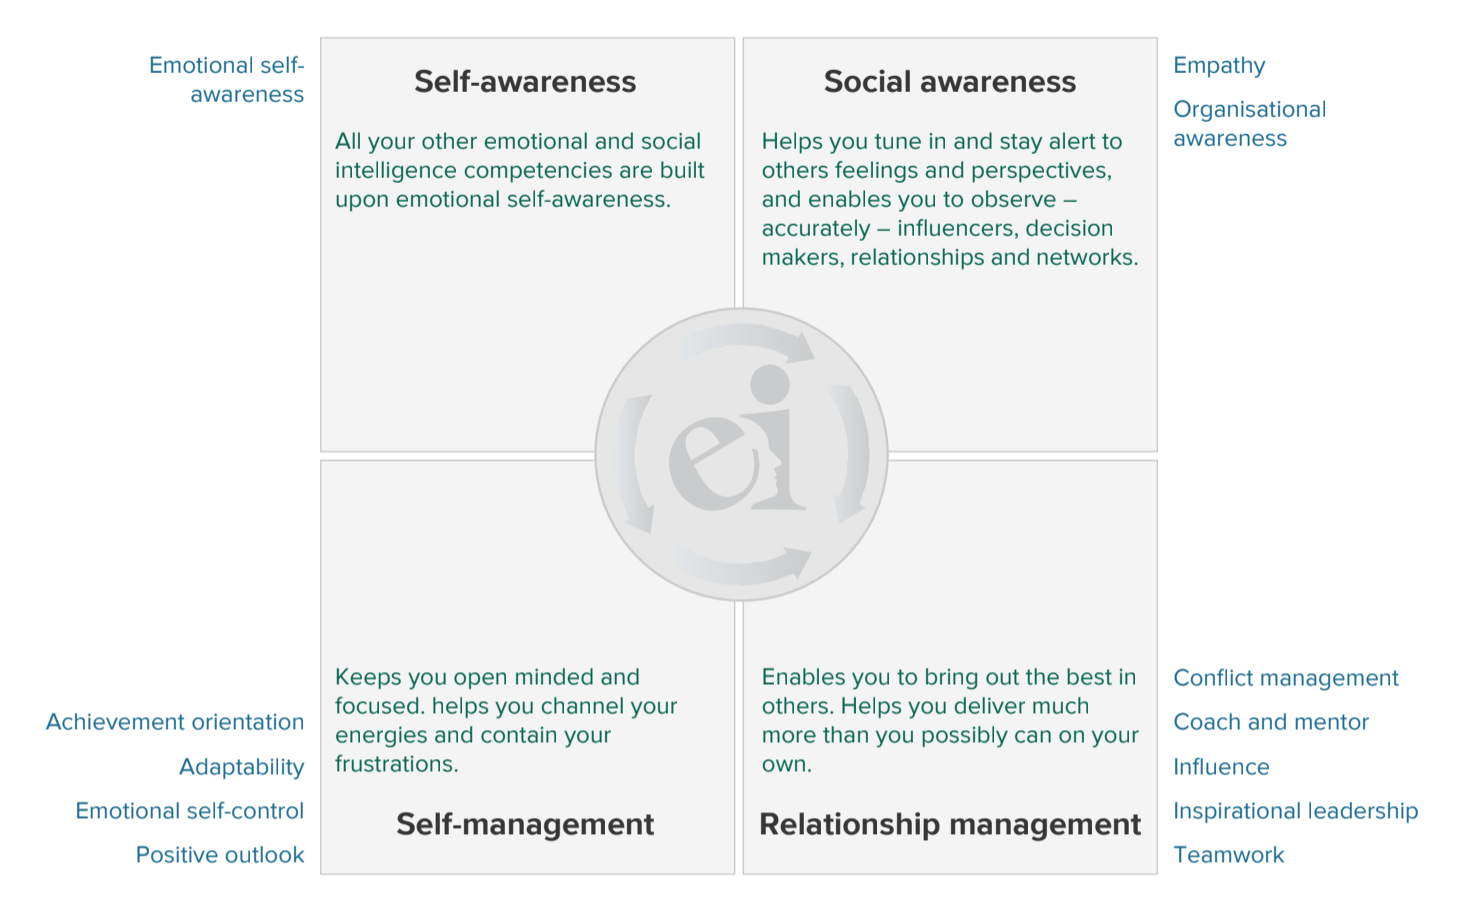 Emotional self-
awareness
Self-awareness
All your other emotional and social
intelligence competencies are built
upon emotional self-awareness.
Social awareness
Helps you tune in and stay alert to
others feelings and perspectives,
and enables you to observe –
accurately – influencers, decision
makers, relationships and networks.
Empathy
Organisational
awareness
ei
Achievement orientation
Adaptability
Emotional self-control
Positive outlook
Keeps you open minded and
focused. helps you channel your
energies and contain your
frustrations.
Self-management
Enables you to bring out the best in
others. Helps you deliver much
more than you possibly can on your
own.
Relationship management
Conflict management
Coach and mentor
Influence
Inspirational leadership
Teamwork